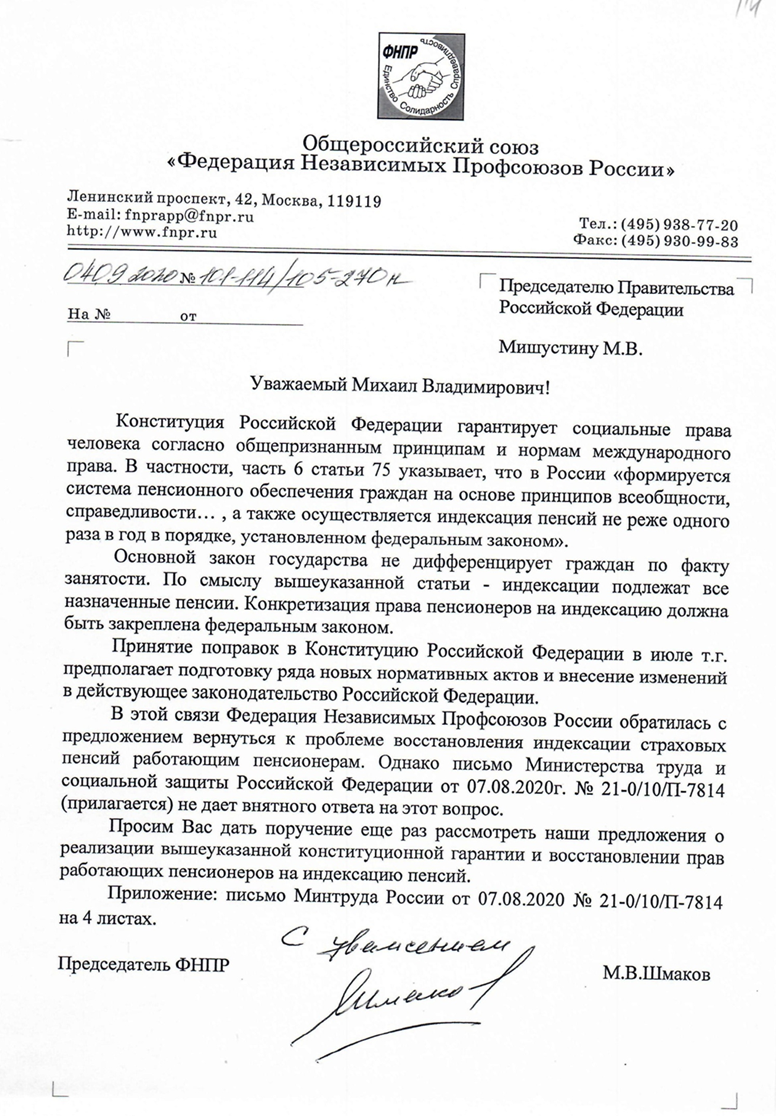 14
ФНПР
Единство Солидарность Справедливость
Общероссийский союз
«Федерация Независимых Профсоюзов России»
Ленинский проспект, 42, Москва, 119119
E-mail: fnprapp@fnpr.ru
http://www.fnpr.ru
Тел.: (495) 938-77-20
Факс: (495) 930-99-83
04 09 2020 № 101-114/105-270н
На № от
Председателю Правительства
Российской Федерации
Мишустину М.В.
Уважаемый Михаил Владимирович!
Конституция Российской Федерации гарантирует социальные права
человека согласно общепризнанным принципам и нормам международного
права. В частности, часть 6 статьи 75 указывает, что в России «формируется
система пенсионного обеспечения граждан на основе принципов всеобщности,
справедливости… , а также осуществляется индексация пенсий не реже одного
раза в год в порядке, установленном федеральным законом».
Основной закон государства не дифференцирует граждан по факту
занятости. По смыслу вышеуказанной статьи - индексации подлежат все
назначенные пенсии. Конкретизация права пенсионеров на индексацию должна
быть закреплена федеральным законом.
Принятие поправок в Конституцию Российской Федерации в июле т.г.
предполагает подготовку ряда новых нормативных актов и внесение изменений
в действующее законодательство Российской Федерации.
В этой связи Федерация Независимых Профсоюзов России обратилась с
предложением вернуться к проблеме восстановления индексации страховых
пенсий работающим пенсионерам. Однако письмо Министерства труда и
социальной защиты Российской Федерации от 07.08.2020г. № 21-0/10/П-7814
(прилагается) не дает внятного ответа на этот вопрос.
Просим Вас дать поручение еще раз рассмотреть наши предложения о
реализации вышеуказанной конституционной гарантии и восстановлении прав
работающих пенсионеров на индексацию пенсий.
Приложение: письмо Минтруда России от 07.08.2020 № 21-0/10/П-7814
на 4 листах.
С уважением
Председатель ФНПР
М.В.Шмаков
Шмаков